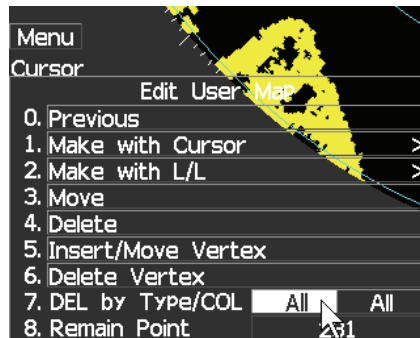 Menu
Cursor
Edit User Map
0. Previous
1. Make with Cursor >
2. Make with L/L >
3. Move
4. Delete
5. Insert/Move Vertex
6. Delete Vertex
7. DEL by Type/COL All All
8. Remain Point 231